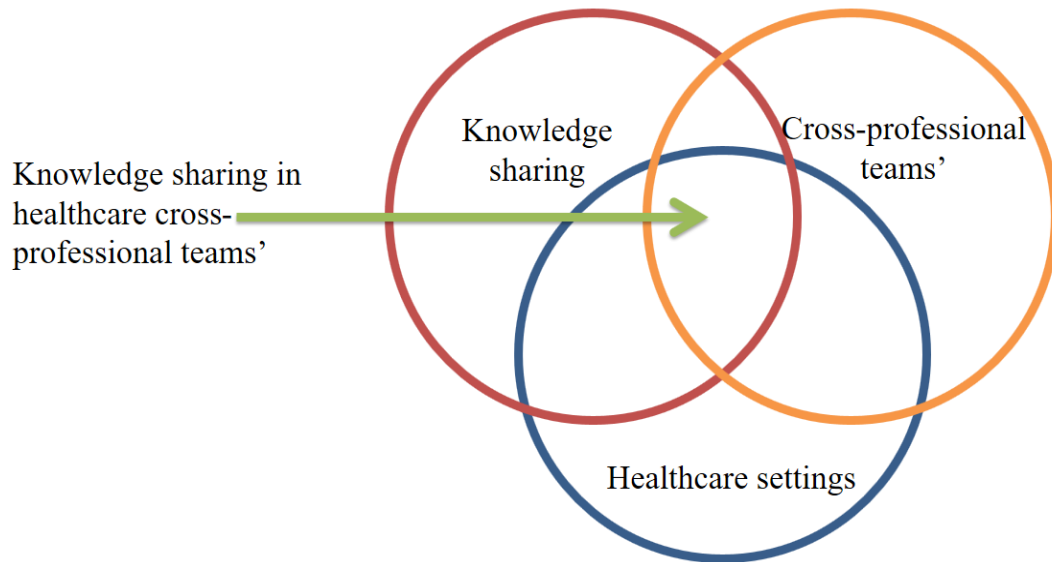 Knowledge sharing in
healthcare cross-
professional teams’
Knowledge
sharing
Cross-professional
teams’
Healthcare settings